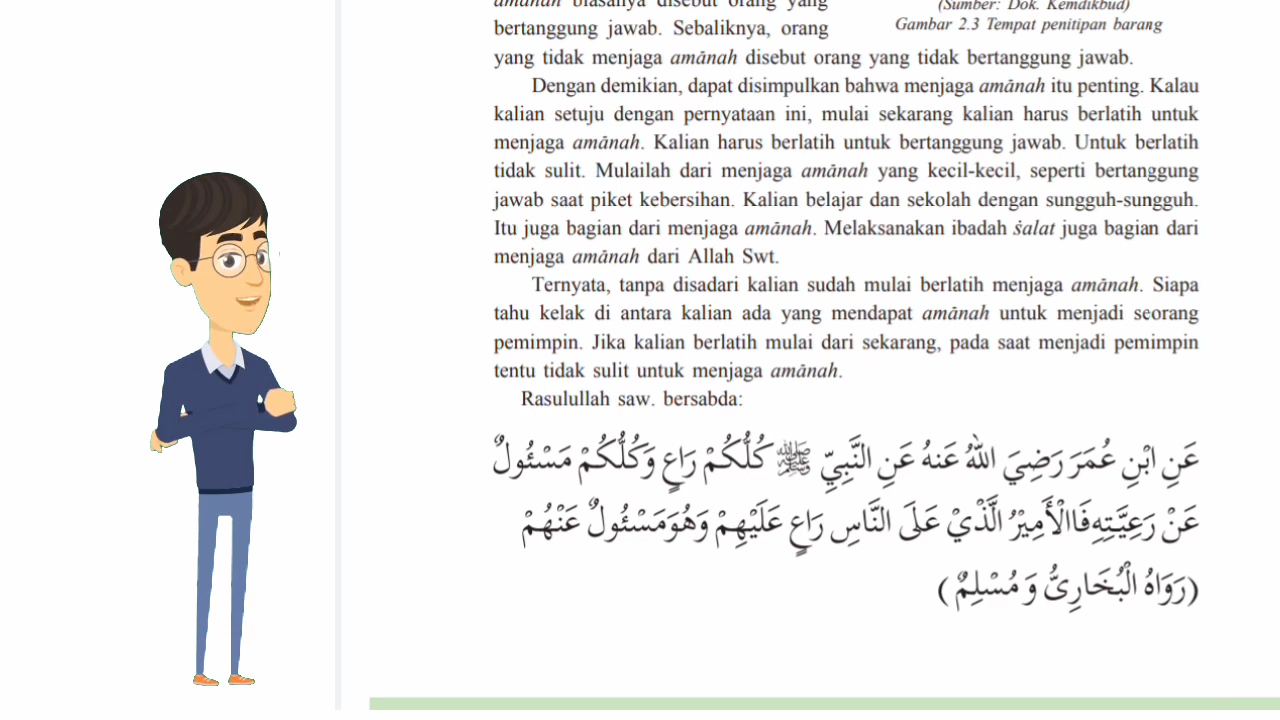 amānah biasanya disebut orang yang
bertanggung jawab. Sebaliknya, orang
(Sumber: Dok. Kemdikbud)
Gambar 2.3 Tempat penitipan barang
yang tidak menjaga amānah disebut orang yang tidak bertanggung jawab.
Dengan demikian, dapat disimpulkan bahwa menjaga amānah itu penting. Kalau
kalian setuju dengan pernyataan ini, mulai sekarang kalian harus berlatih untuk
menjaga amānah. Kalian harus berlatih untuk bertanggung jawab. Untuk berlatih
tidak sulit. Mulailah dari menjaga amānah yang kecil-kecil, seperti bertanggung
jawab saat piket kebersihan. Kalian belajar dan sekolah dengan sungguh-sungguh.
Itu juga bagian dari menjaga amānah. Melaksanakan ibadah ṡalat juga bagian dari
menjaga amānah dari Allah Swt.
Ternyata, tanpa disadari kalian sudah mulai berlatih menjaga amānah. Siapa
tahu kelak di antara kalian ada yang mendapat amānah untuk menjadi seorang
pemimpin. Jika kalian berlatih mulai dari sekarang, pada saat menjadi pemimpin
tentu tidak sulit untuk menjaga amānah.
Rasulullah saw. bersabda:
عَنِ ابْنِ عُمَرَ رَضِيَ اللهُ عَنهُ عَنِ النَّبِيِّ ﷺ كُلُّكُمْ رَاعٍ وَكُلُّكُمْ مَسْئُولٌ
عَنْ رَعِيَّتِهِ فَاالْأَمِيْرُ الَّذِيْ عَلَى النَّاسِ رَاعٍ عَلَيْهِمْ وَهُوَمَسْئُولٌ عَنْهُمْ
(رَوَاهُ الْبُخَارِىُّ وَ مُسْلِمٌ)